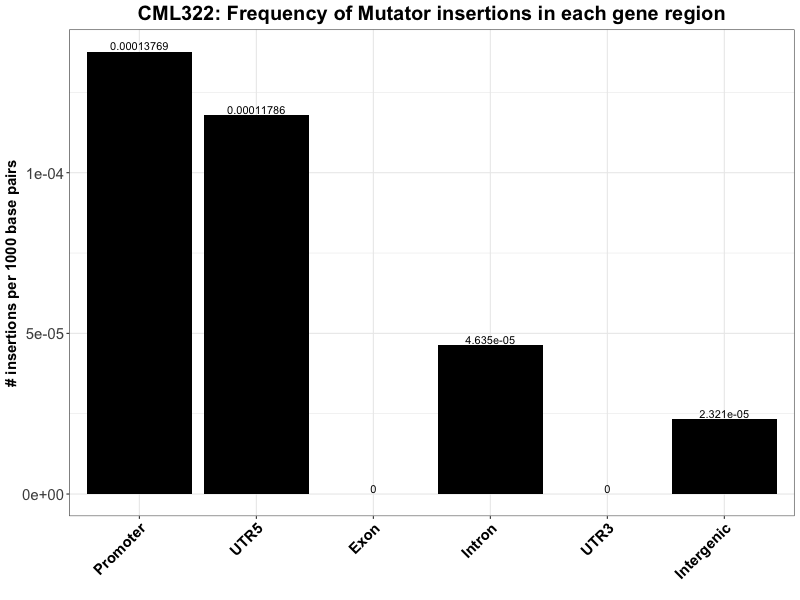 CML322: Frequency of Mutator insertions in each gene region
# insertions per 1000 base pairs
1e-04
5e-05
0e+00
0.00013769
0.00011786
0
4.635e-05
0
2.321e-05
Promoter
UTR5
Exon
Intron
UTR3
Intergenic